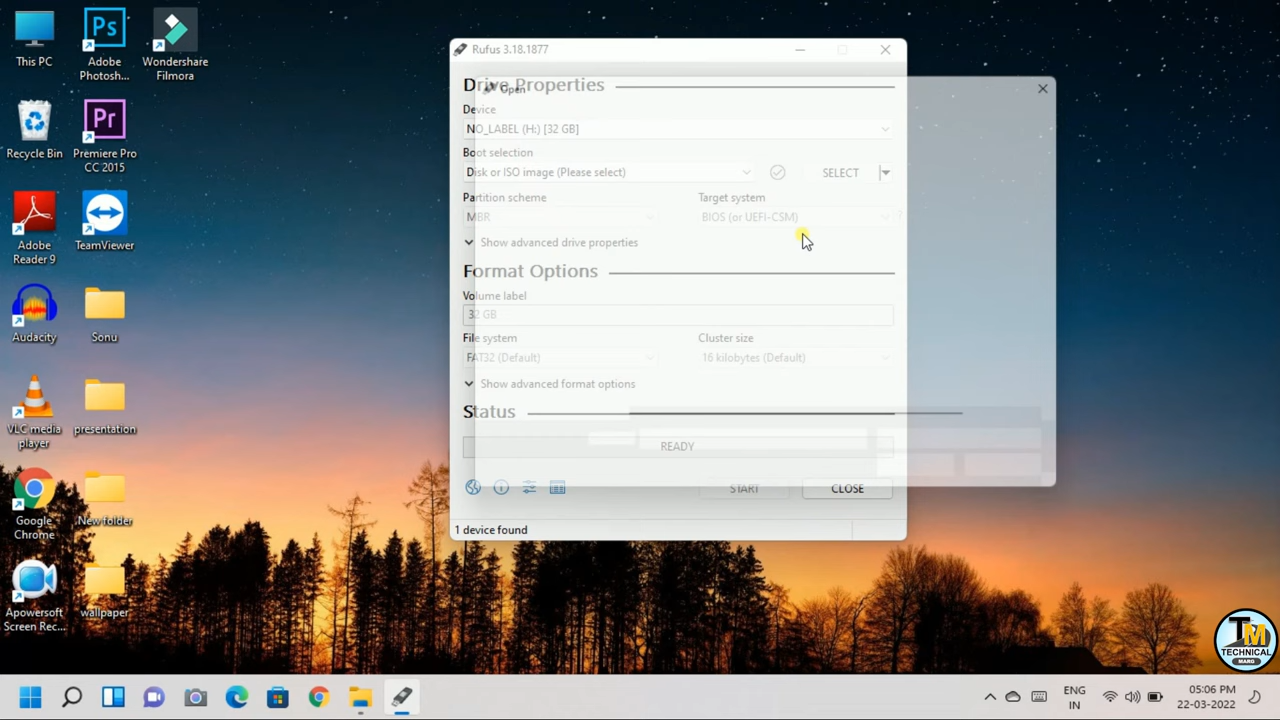 This PC
Adobe
Photosh...
Wondershare
Filmora
Recycle Bin
Premiere Pro
CC 2015
Adobe
Reader 9
TeamViewer
Audacity
Sonu
VLC media
player
presentation
Google
Chrome
New folder
Apowersoft
Screen Rec...
wallpaper
Rufus 3.18.1877
Open
Drive Properties
Device
NO_LABEL (H:) [32 GB]
Boot selection
Disk or ISO image (Please select)
SELECT
Partition scheme
Target system
MBR
BIOS (or UEFI-CSM)
?
Show advanced drive properties
Format Options
Volume label
32 GB
File system
Cluster size
FAT32 (Default)
16 kilobytes (Default)
Show advanced format options
Status
READY
START
CLOSE
1 device found
TM
TECHNICAL
MARG
ENG
IN
05:06 PM
22-03-2022